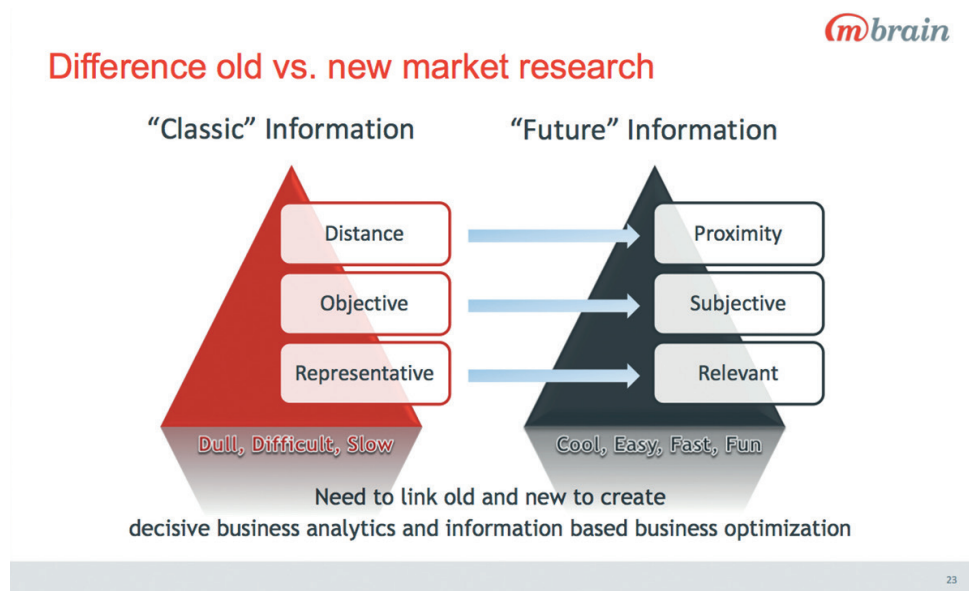 mbrain
Difference old vs. new market research
“Classic” Information
“Future” Information
Distance
Proximity
Objective
Subjective
Representative
Relevant
Dull, Difficult, Slow
Cool, Easy, Fast, Fun
Need to link old and new to create
decisive business analytics and information based business optimization
23